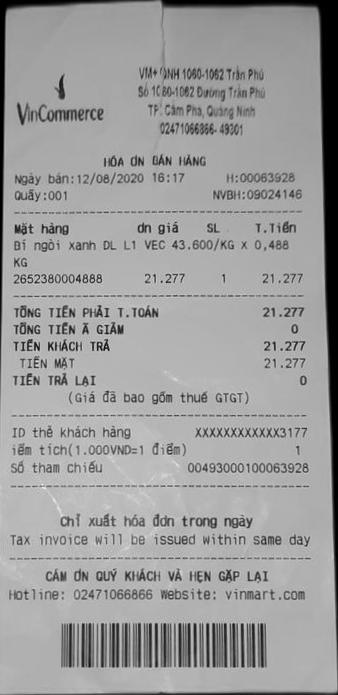 VinCommerce
VM+ QNH 1060-1062 Trần Phú
Số 1060-1062 Đường Trần Phú
TP. Cẩm Phả, Quảng Ninh
02471066866- 49301
HÓA ƠN BÁN HÀNG
Ngày bán:12/08/2020 16:17 H:00063928
Quầy:001 NVBH:09024146
Mặt hàng ơn giá SL T.Tiền
Bí ngòi xanh DL L1 VEC 43.600/KG x 0,488
KG
2652380004888 21.277 1 21.277
TỔNG TIỀN PHẢI T.TOÁN 21.277
TỔNG TIỀN Ã GIẢM 0
TIỀN KHÁCH TRẢ 21.277
TIỀN MẶT 21.277
TIỀN TRẢ LẠI 0
(Giá đã bao gồm thuế GTGT)
ID thẻ khách hàng XXXXXXXXXXXX3177
iểm tích(1.000VND=1 điểm) 1
Số tham chiếu 00493000100063928
Chỉ xuất hóa đơn trong ngày
Tax invoice will be issued within same day
CẢM ƠN QUÝ KHÁCH VÀ HẸN GẶP LẠI
Hotline: 02471066866 Website: vinmart.com